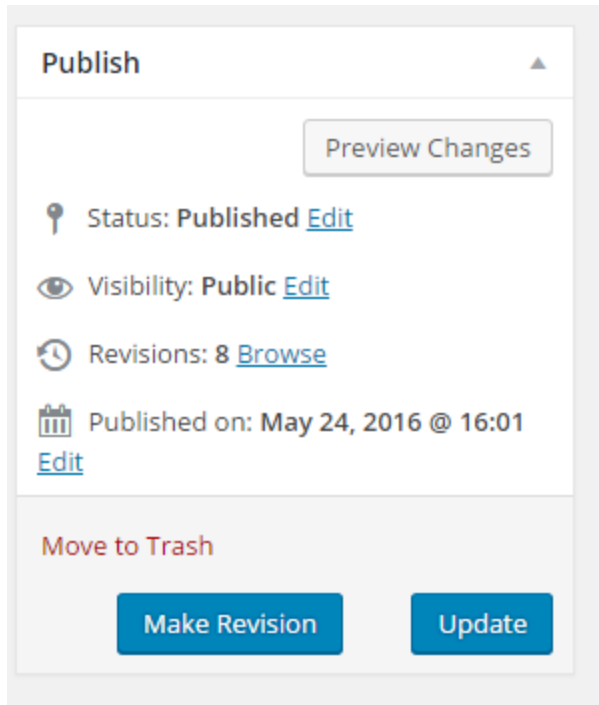 Publish
Preview Changes
Status: Published Edit
Visibility: Public Edit
Revisions: 8 Browse
Published on: May 24, 2016 @ 16:01
Edit
Move to Trash
Make Revision
Update